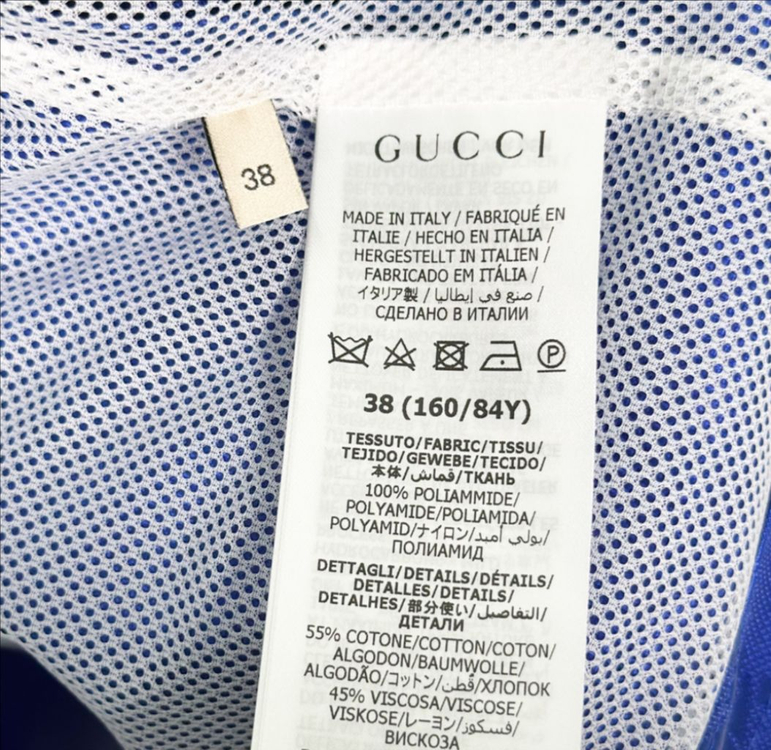 38
GUCCI
MADE IN ITALY / FABRIQUÉ EN
ITALIE / HECHO EN ITALIA /
HERGESTELLT IN ITALIEN /
FABRICADO EM ITÁLIA /
イタリア製 / صنع في إيطاليا /
СДЕЛАНО В ИТАЛИИ
P
38 (160/84Y)
TESSUTO/FABRIC/TISSU/
TEJIDO/GEWEBE/TECIDO/
本体/قماش/ТКАНЬ
100% POLIAMMIDE/
POLYAMIDE/POLIAMIDA/
POLYAMID/ナイロン/بولي أميد/
ПОЛИАМИД
DETTAGLI/DETAILS/DÉTAILS/
DETALLES/DETAILS/
DETALHES/部分使い/التفاصيل/
ДЕТАЛИ
55% COTONE/COTTON/COTON/
ALGODON/BAUMWOLLE/
ALGODÃO/コットン/قطن/ХЛОПОК
45% VISCOSA/VISCOSE/
VISKOSE/レーヨン/فسكوز/
ВИСКОЗА